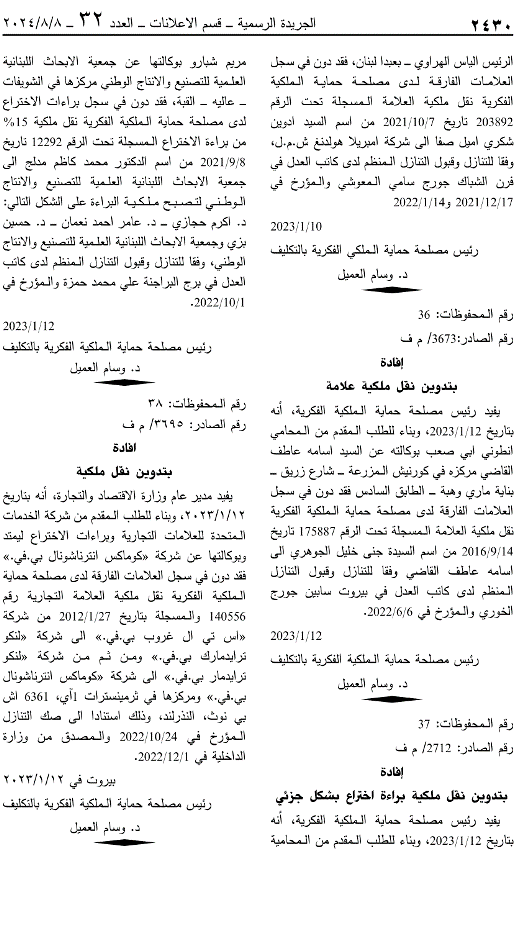 ٢٤٣٠
الجريدة الرسمية – قسم الاعلانات – العدد ٣٢ – ٢٠٢٤/٨/٨
الرئيس الياس الهراوي – بعبدا لبنان، فقد دون في سجل
العلامات الفارقة لدى مصلحة حماية الملكية
الفكرية نقل ملكية العلامة المسجلة تحت الرقم
203892 تاريخ 2021/10/7 من اسم السيد ادوين
شكري اميل صفا الى شركة امبريلا هولدنغ ش.م.ل،
وفقا للتنازل وقبول التنازل المنظم لدى كاتب العدل في
فرن الشباك جورج سامي المعوشي والمؤرخ في
2021/12/17 و2022/1/14
2023/1/10
رئيس مصلحة حماية الملكي الفكرية بالتكليف
د. وسام العميل
رقم المحفوظات: 36
رقم الصادر:3673/ م ف
إفادة
بتدوين نقل ملكية علامة
يفيد رئيس مصلحة حماية الملكية الفكرية، أنه
بتاريخ 2023/1/12، وبناء للطلب المقدم من المحامي
انطوني ابي صعب بوكالته عن السيد اسامه عاطف
القاضي مركزه في كورنيش المزرعة – شارع زريق –
بناية ماري وهبة – الطابق السادس فقد دون في سجل
العلامات الفارقة لدى مصلحة حماية الملكية الفكرية
نقل ملكية العلامة المسجلة تحت الرقم 175887 تاريخ
2016/9/14 من اسم السيدة جنى خليل الجوهري الى
اسامه عاطف القاضي وفقا للتنازل وقبول التنازل
المنظم لدى كاتب العدل في بيروت سابين جورج
الخوري والمؤرخ في 2022/6/6.
2023/1/12
رئيس مصلحة حماية الملكية الفكرية بالتكليف
د. وسام العميل
رقم المحفوظات: 37
رقم الصادر: 2712/ م ف
إفادة
بتدوين نقل ملكية براءة اختراع بشكل جزئي
يفيد رئيس مصلحة حماية الملكية الفكرية، أنه
بتاريخ 2023/1/12، وبناء للطلب المقدم من المحامية
مريم شبارو بوكالتها عن جمعية الابحاث اللبنانية
العلمية للتصنيع والانتاج الوطني مركزها في الشويفات
– عاليه – القبة، فقد دون في سجل براءات الاختراع
لدى مصلحة حماية الملكية الفكرية نقل ملكية 15%
من براءة الاختراع المسجلة تحت الرقم 12292 تاريخ
2021/9/8 من اسم الدكتور محمد كاظم مدلج الى
جمعية الابحاث اللبنانية العلمية للتصنيع والانتاج
الوطني لتصبح ملكية البراءة على الشكل التالي:
د. اكرم حجازي – د. عامر احمد نعمان – د. حسين
بزي وجمعية الابحاث اللبنانية العلمية للتصنيع والانتاج
الوطني، وفقا للتنازل وقبول التنازل المنظم لدى كاتب
العدل في برج البراجنة علي محمد حمزة والمؤرخ في
2022/10/1.
2023/1/12
رئيس مصلحة حماية الملكية الفكرية بالتكليف
د. وسام العميل
رقم المحفوظات: ٣٨
رقم الصادر: ٣٦٩٥/ م ف
افادة
بتدوين نقل ملكية
يفيد مدير عام وزارة الاقتصاد والتجارة، أنه بتاريخ
٢٠٢٣/١/١٢، وبناء للطلب المقدم من شركة الخدمات
المتحدة للعلامات التجارية وبراءات الاختراع ليمتد
وبوكالتها عن شركة «كوماكس انترناشونال بي.في.»
فقد دون في سجل العلامات الفارقة لدى مصلحة حماية
الملكية الفكرية نقل ملكية العلامة التجارية رقم
140556 والمسجلة بتاريخ 2012/1/27 من شركة
«اس تي ال غروب بي.في.» الى شركة «لنكو
ترايدمارك بي.في.» ومن ثم من شركة «لنكو
ترايدمار بي.في.» الى شركة «كوماكس انترناشونال
بي.في.» ومركزها في ثرمينسترات 1أي، 6361 اش
بي نوث، النذرلند، وذلك استنادا الى صك التنازل
المؤرخ في 2022/10/24 والمصدق من وزارة
الداخلية في 2022/12/1.
بيروت في ٢٠٢٣/١/١٢
رئيس مصلحة حماية الملكية الفكرية بالتكليف
د. وسام العميل